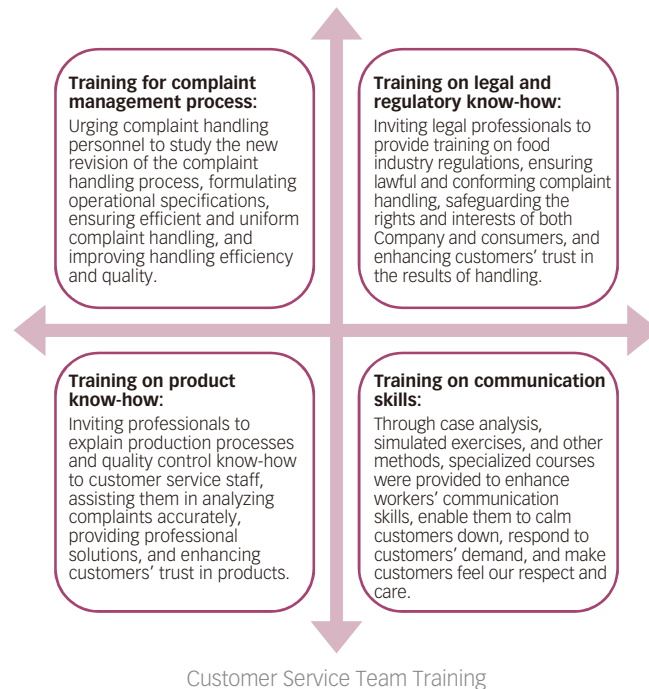 Training for complaint
management process:
Urging complaint handling
personnel to study the new
revision of the complaint
handling process, formulating
operational specifications,
ensuring efficient and uniform
complaint handling, and
improving handling efficiency
and quality.
Training on legal and
regulatory know-how:
Inviting legal professionals to
provide training on food
industry regulations, ensuring
lawful and conforming complaint
handling, safeguarding the
rights and interests of both
Company and consumers, and
enhancing customers’ trust in
the results of handling.
Training on product
know-how:
Inviting professionals to
explain production processes
and quality control know-how
to customer service staff,
assisting them in analyzing
complaints accurately,
providing professional
solutions, and enhancing
customers’ trust in products.
Training on communication
skills:
Through case analysis,
simulated exercises, and other
methods, specialized courses
were provided to enhance
workers’ communication
skills, enable them to calm
customers down, respond to
customers’ demand, and make
customers feel our respect and
care.
Customer Service Team Training